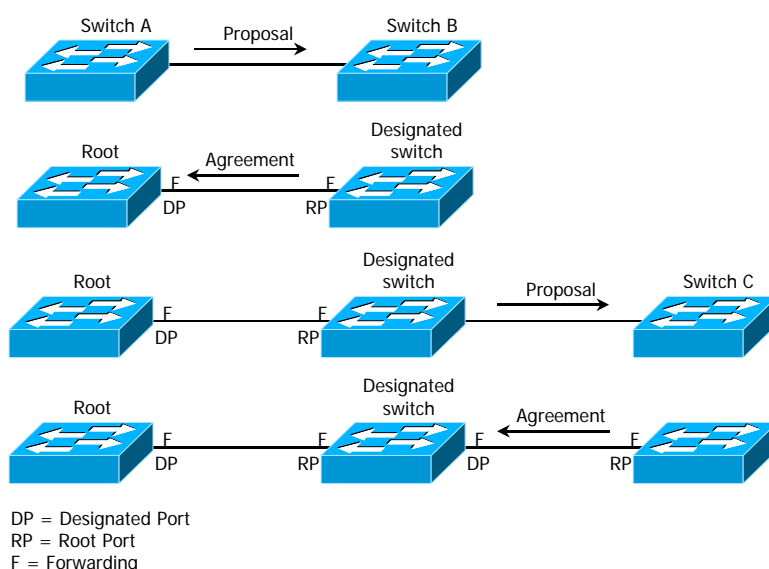 Switch A
Proposal
Switch B
Root
Agreement
Designated
switch
F
F
DP
RP
Root
Designated
switch
Proposal
Switch C
F
F
DP
RP
Root
Designated
switch
Agreement
F
F
F
F
DP
RP
DP
RP
DP = Designated Port
RP = Root Port
F = Forwarding